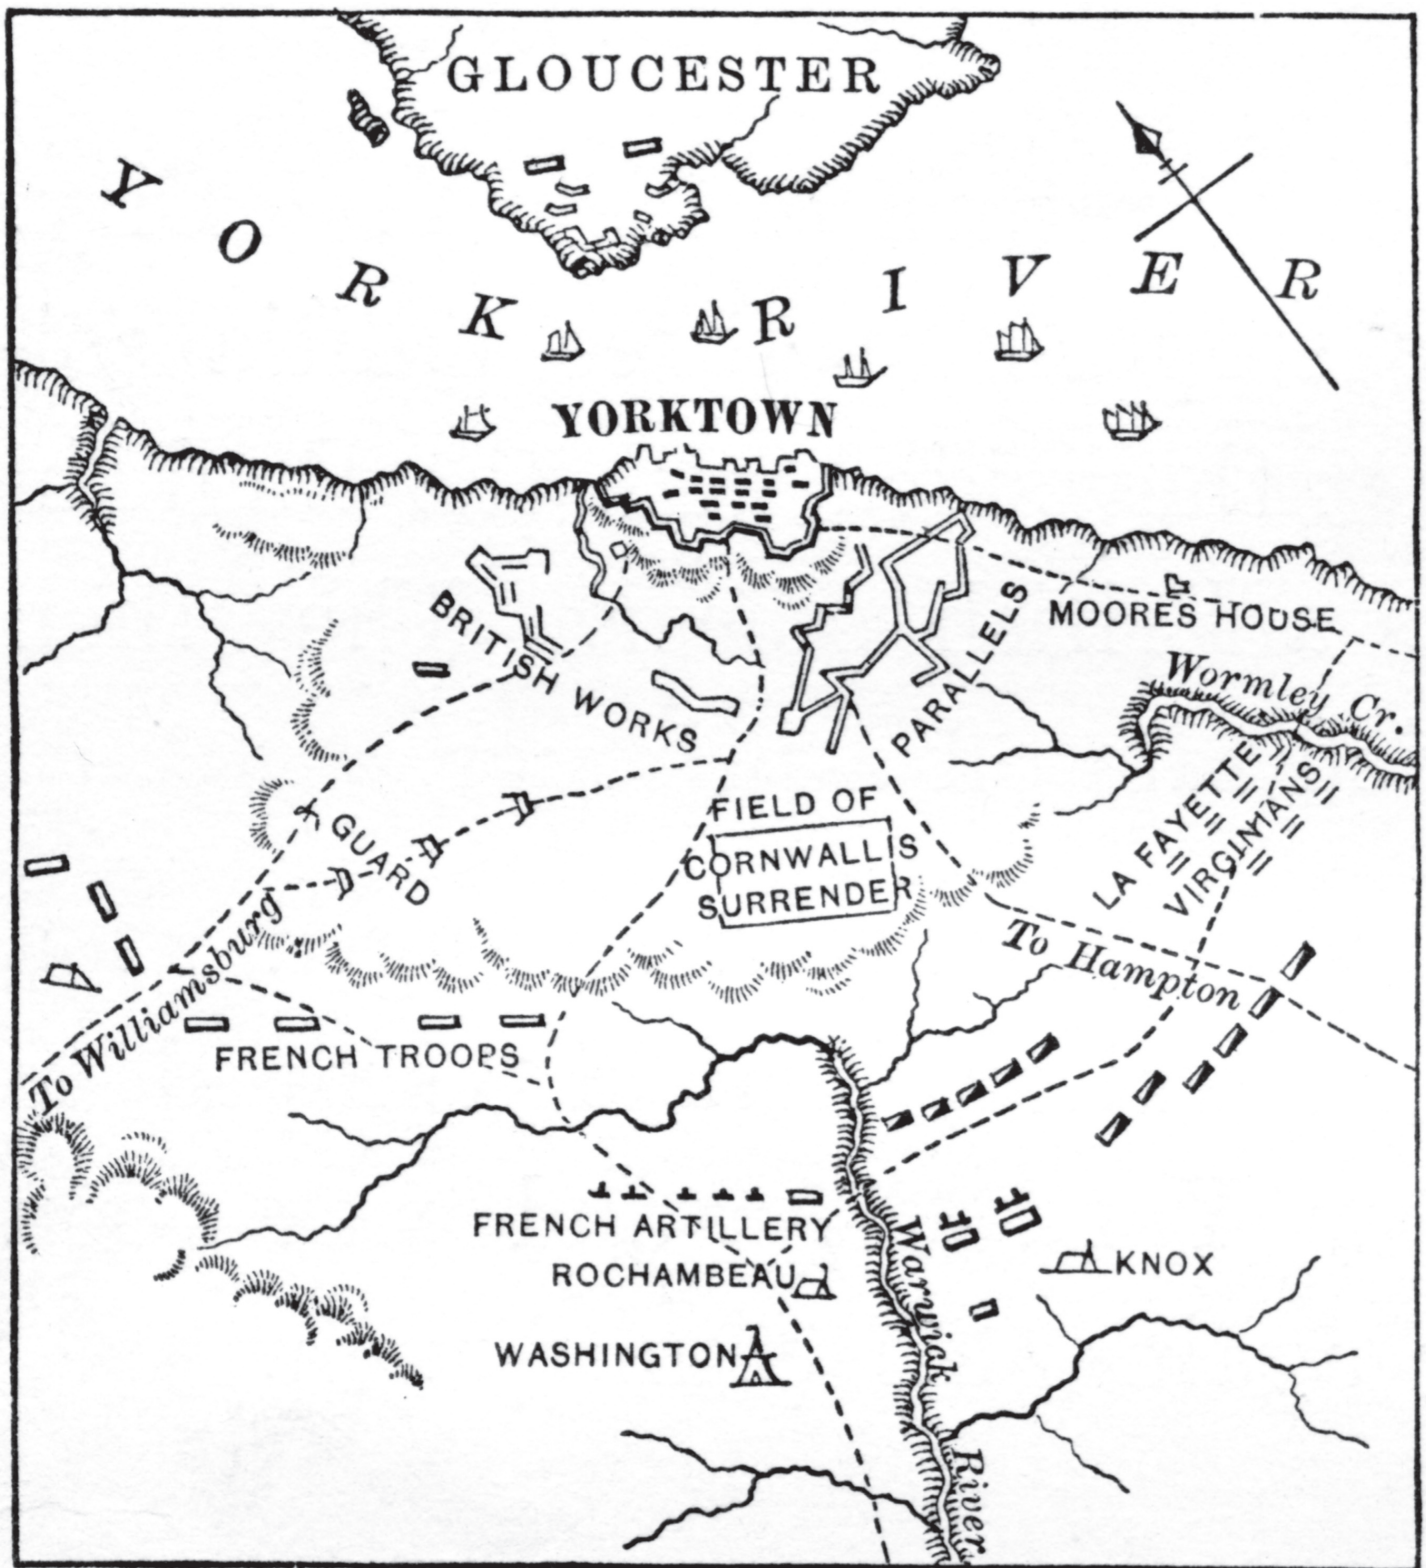 GLOUCESTER
YORK RIVER
YORKTOWN
BRITISH WORKS
PARALLELS
MOORES HOUSE
Wormley Cr.
LA FAYETTE
VIRGINIANS
GUARD
FIELD OF
CORNWALLIS
SURRENDER
To Williamsburg
To Hampton
FRENCH TROOPS
FRENCH ARTILLERY
ROCHAMBEAU
WASHINGTON
KNOX
Warwick River